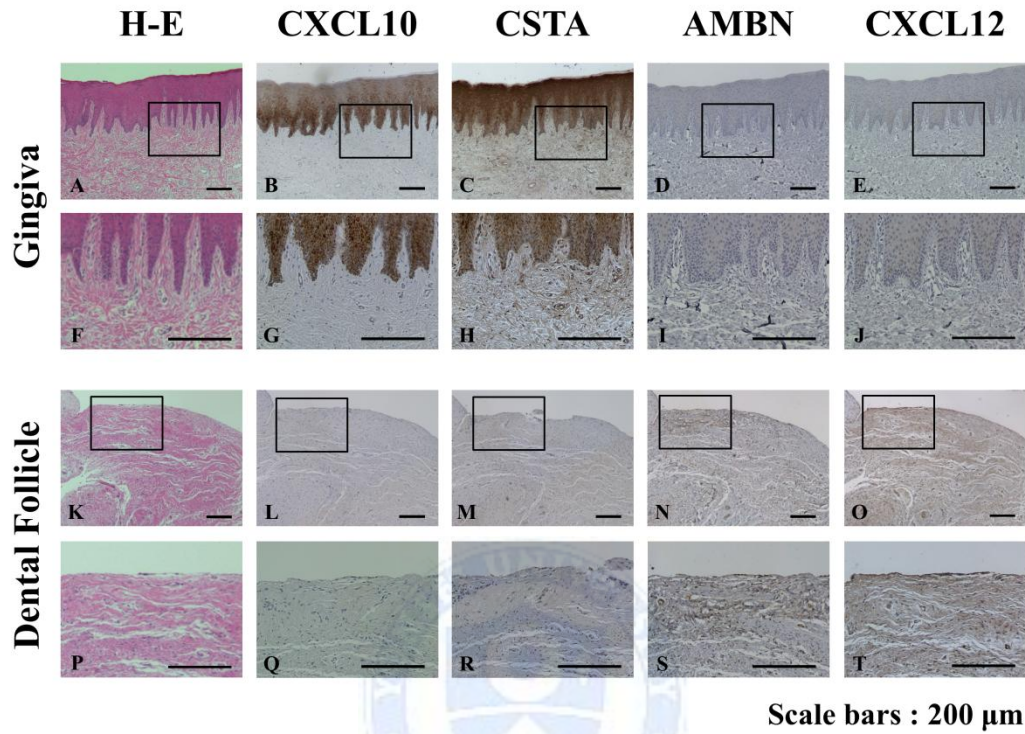 H-E CXCL10 CSTA AMBN CXCL12
Gingiva
A B C D E
F G H I J
Dental Follicle
K L M N O
P Q R S T
Scale bars : 200 µm